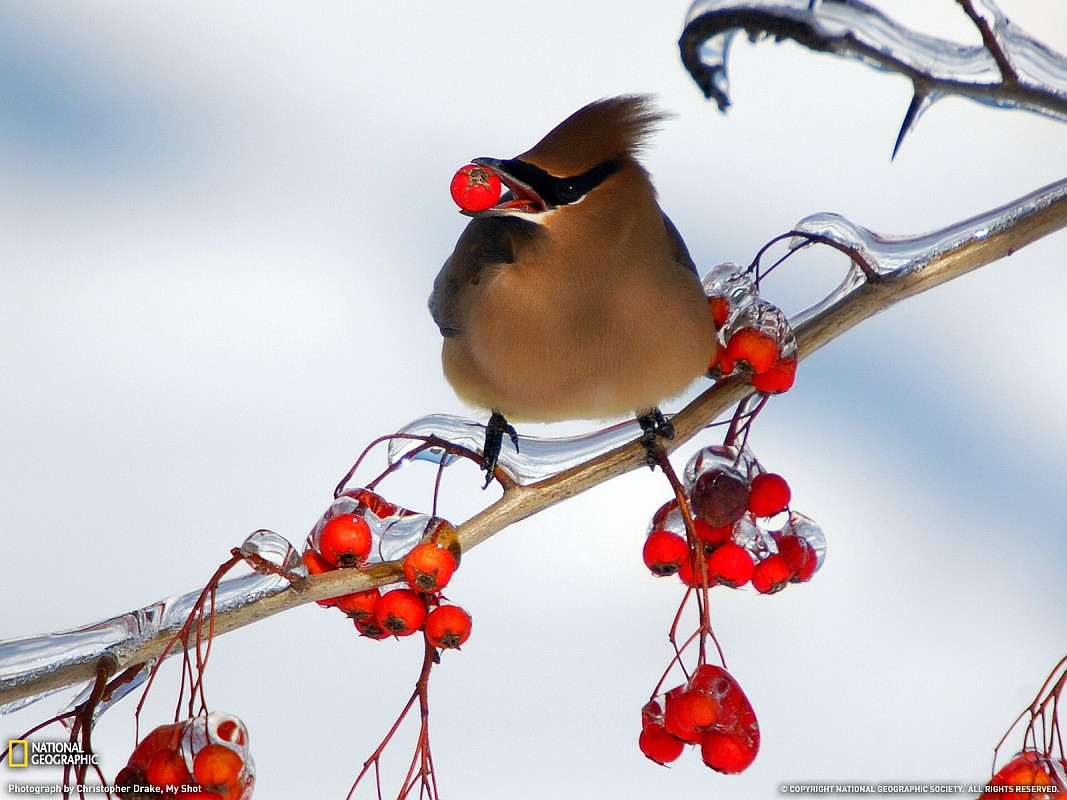 NATIONAL
GEOGRAPHIC
Photograph by Christopher Drake, My Shot
© COPYRIGHT NATIONAL GEOGRAPHIC SOCIETY. ALL RIGHTS RESERVED.